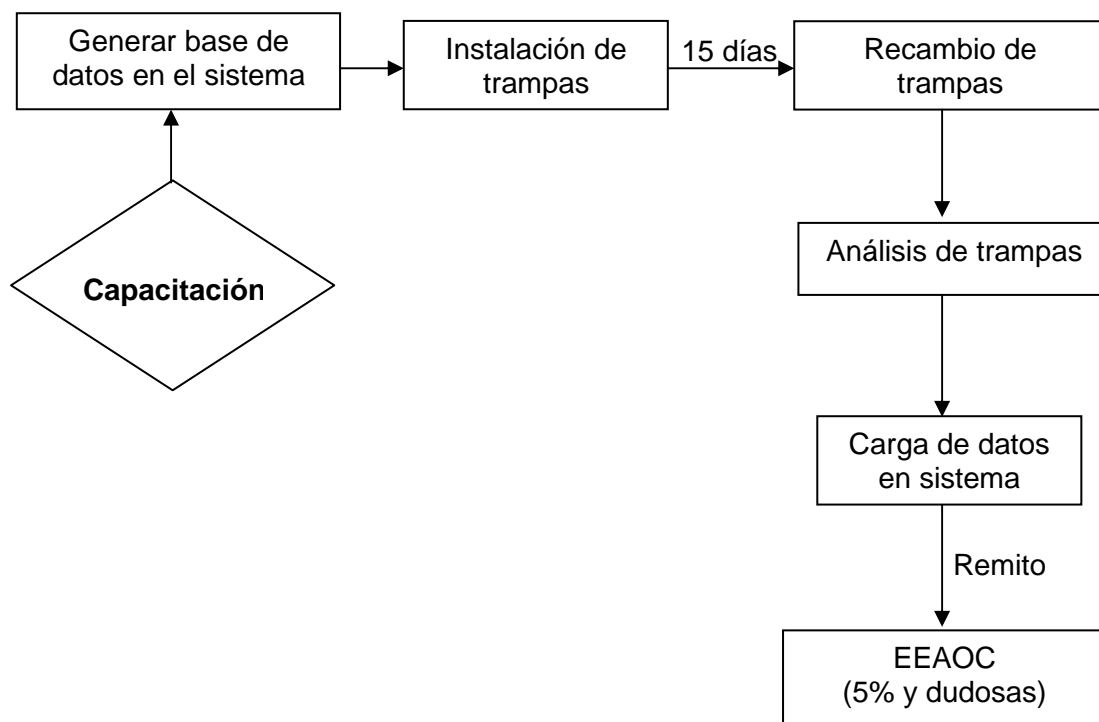 Generar base de
datos en el sistema
Instalación de
trampas
15 días
Recambio de
trampas
Capacitación
Análisis de trampas
Carga de datos
en sistema
Remito
EEAOC
(5% y dudosas)